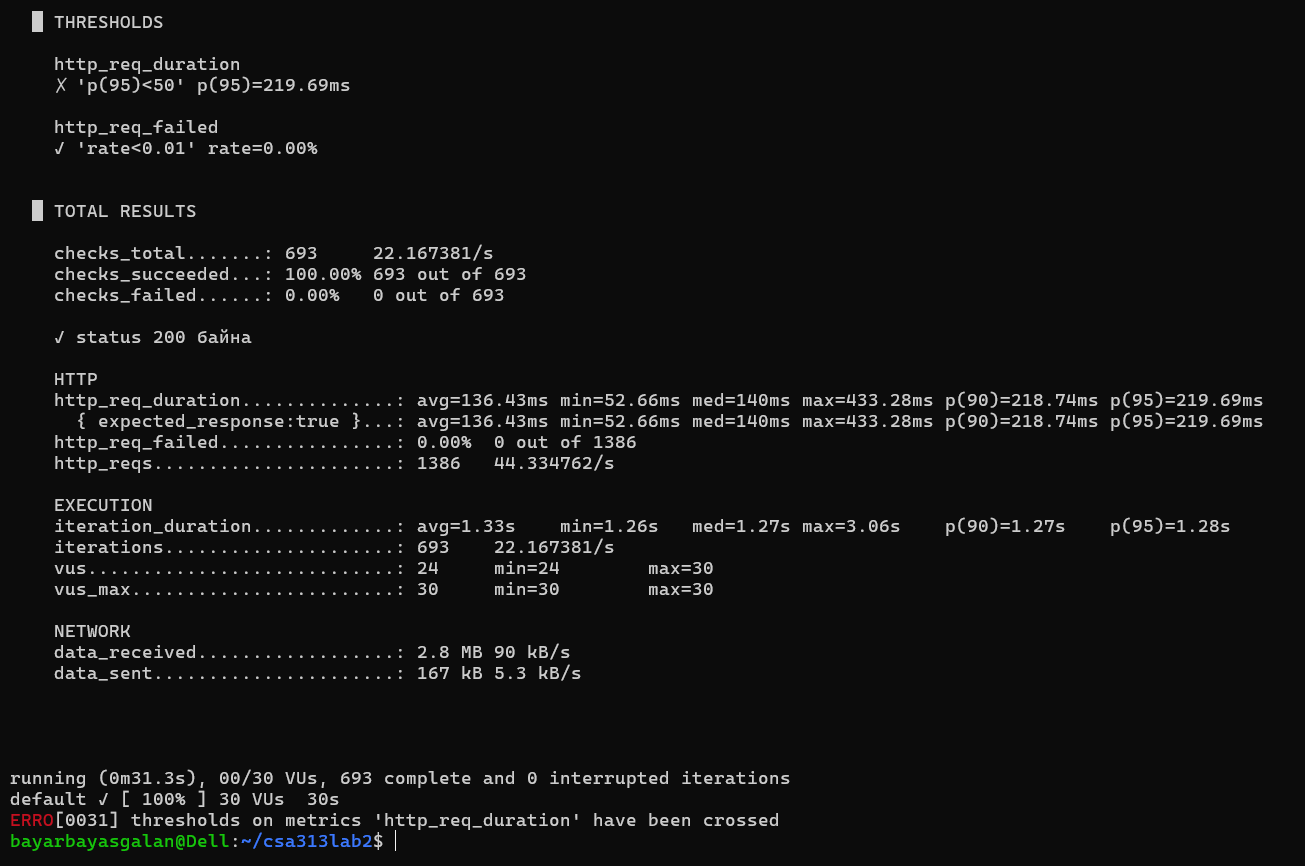 █ THRESHOLDS
http_req_duration
✗ 'p(95)<50' p(95)=219.69ms
http_req_failed
✓ 'rate<0.01' rate=0.00%
█ TOTAL RESULTS
checks_total.......: 693     22.167381/s
checks_succeeded...: 100.00% 693 out of 693
checks_failed......: 0.00%   0 out of 693
✓ status 200 байна
HTTP
http_req_duration..............: avg=136.43ms min=52.66ms med=140ms max=433.28ms p(90)=218.74ms p(95)=219.69ms
  { expected_response:true }...: avg=136.43ms min=52.66ms med=140ms max=433.28ms p(90)=218.74ms p(95)=219.69ms
http_req_failed................: 0.00%  0 out of 1386
http_reqs......................: 1386   44.334762/s
EXECUTION
iteration_duration.............: avg=1.33s    min=1.26s   med=1.27s max=3.06s    p(90)=1.27s    p(95)=1.28s
iterations.....................: 693    22.167381/s
vus............................: 24     min=24        max=30
vus_max........................: 30     min=30        max=30
NETWORK
data_received..................: 2.8 MB 90 kB/s
data_sent......................: 167 kB 5.3 kB/s
running (0m31.3s), 00/30 VUs, 693 complete and 0 interrupted iterations
default ✓ [ 100% ] 30 VUs  30s
ERRO[0031] thresholds on metrics 'http_req_duration' have been crossed
bayarbayasgalan@Dell:~/csa313lab2$